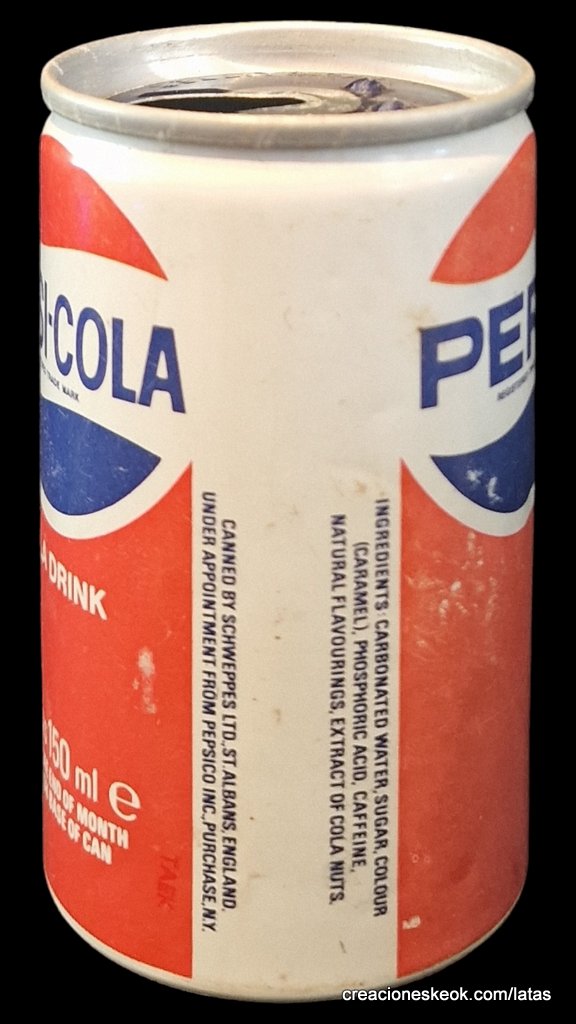 -COLA
TRADE MARK
DRINK
150 ml e
END OF MONTH
BASE OF CAN
CANNED BY SCHWEPPES LTD., ST. ALBANS, ENGLAND,
UNDER APPOINTMENT FROM PEPSICO INC., PURCHASE, N.Y.
INGREDIENTS: CARBONATED WATER, SUGAR, COLOUR
(CARAMEL), PHOSPHORIC ACID, CAFFEINE,
NATURAL FLAVOURINGS, EXTRACT OF COLA NUTS.
PEP
creacioneskeok.com/latas